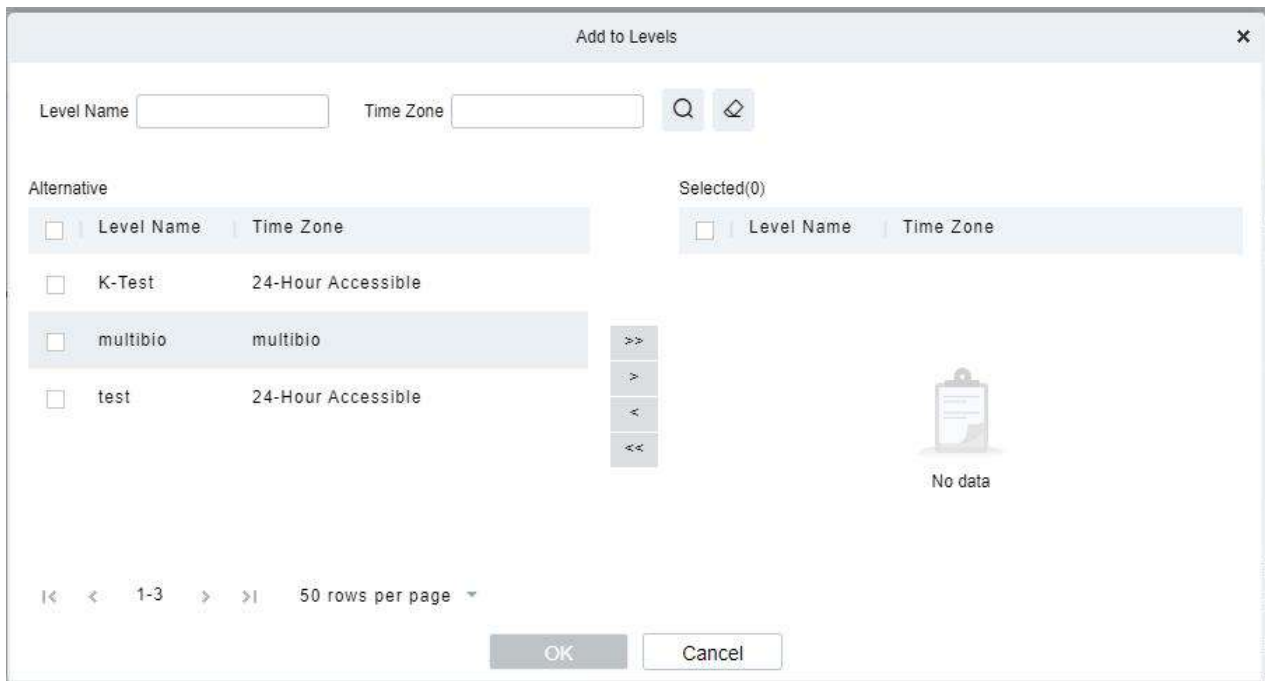 Add to Levels ×
Level Name Time Zone
Alternative Selected(0)
Level Name Time Zone Level Name Time Zone
K-Test 24-Hour Accessible
multibio multibio
>>
>
test 24-Hour Accessible
<
<<
No data
|< < 1-3 > >| 50 rows per page
OK Cancel